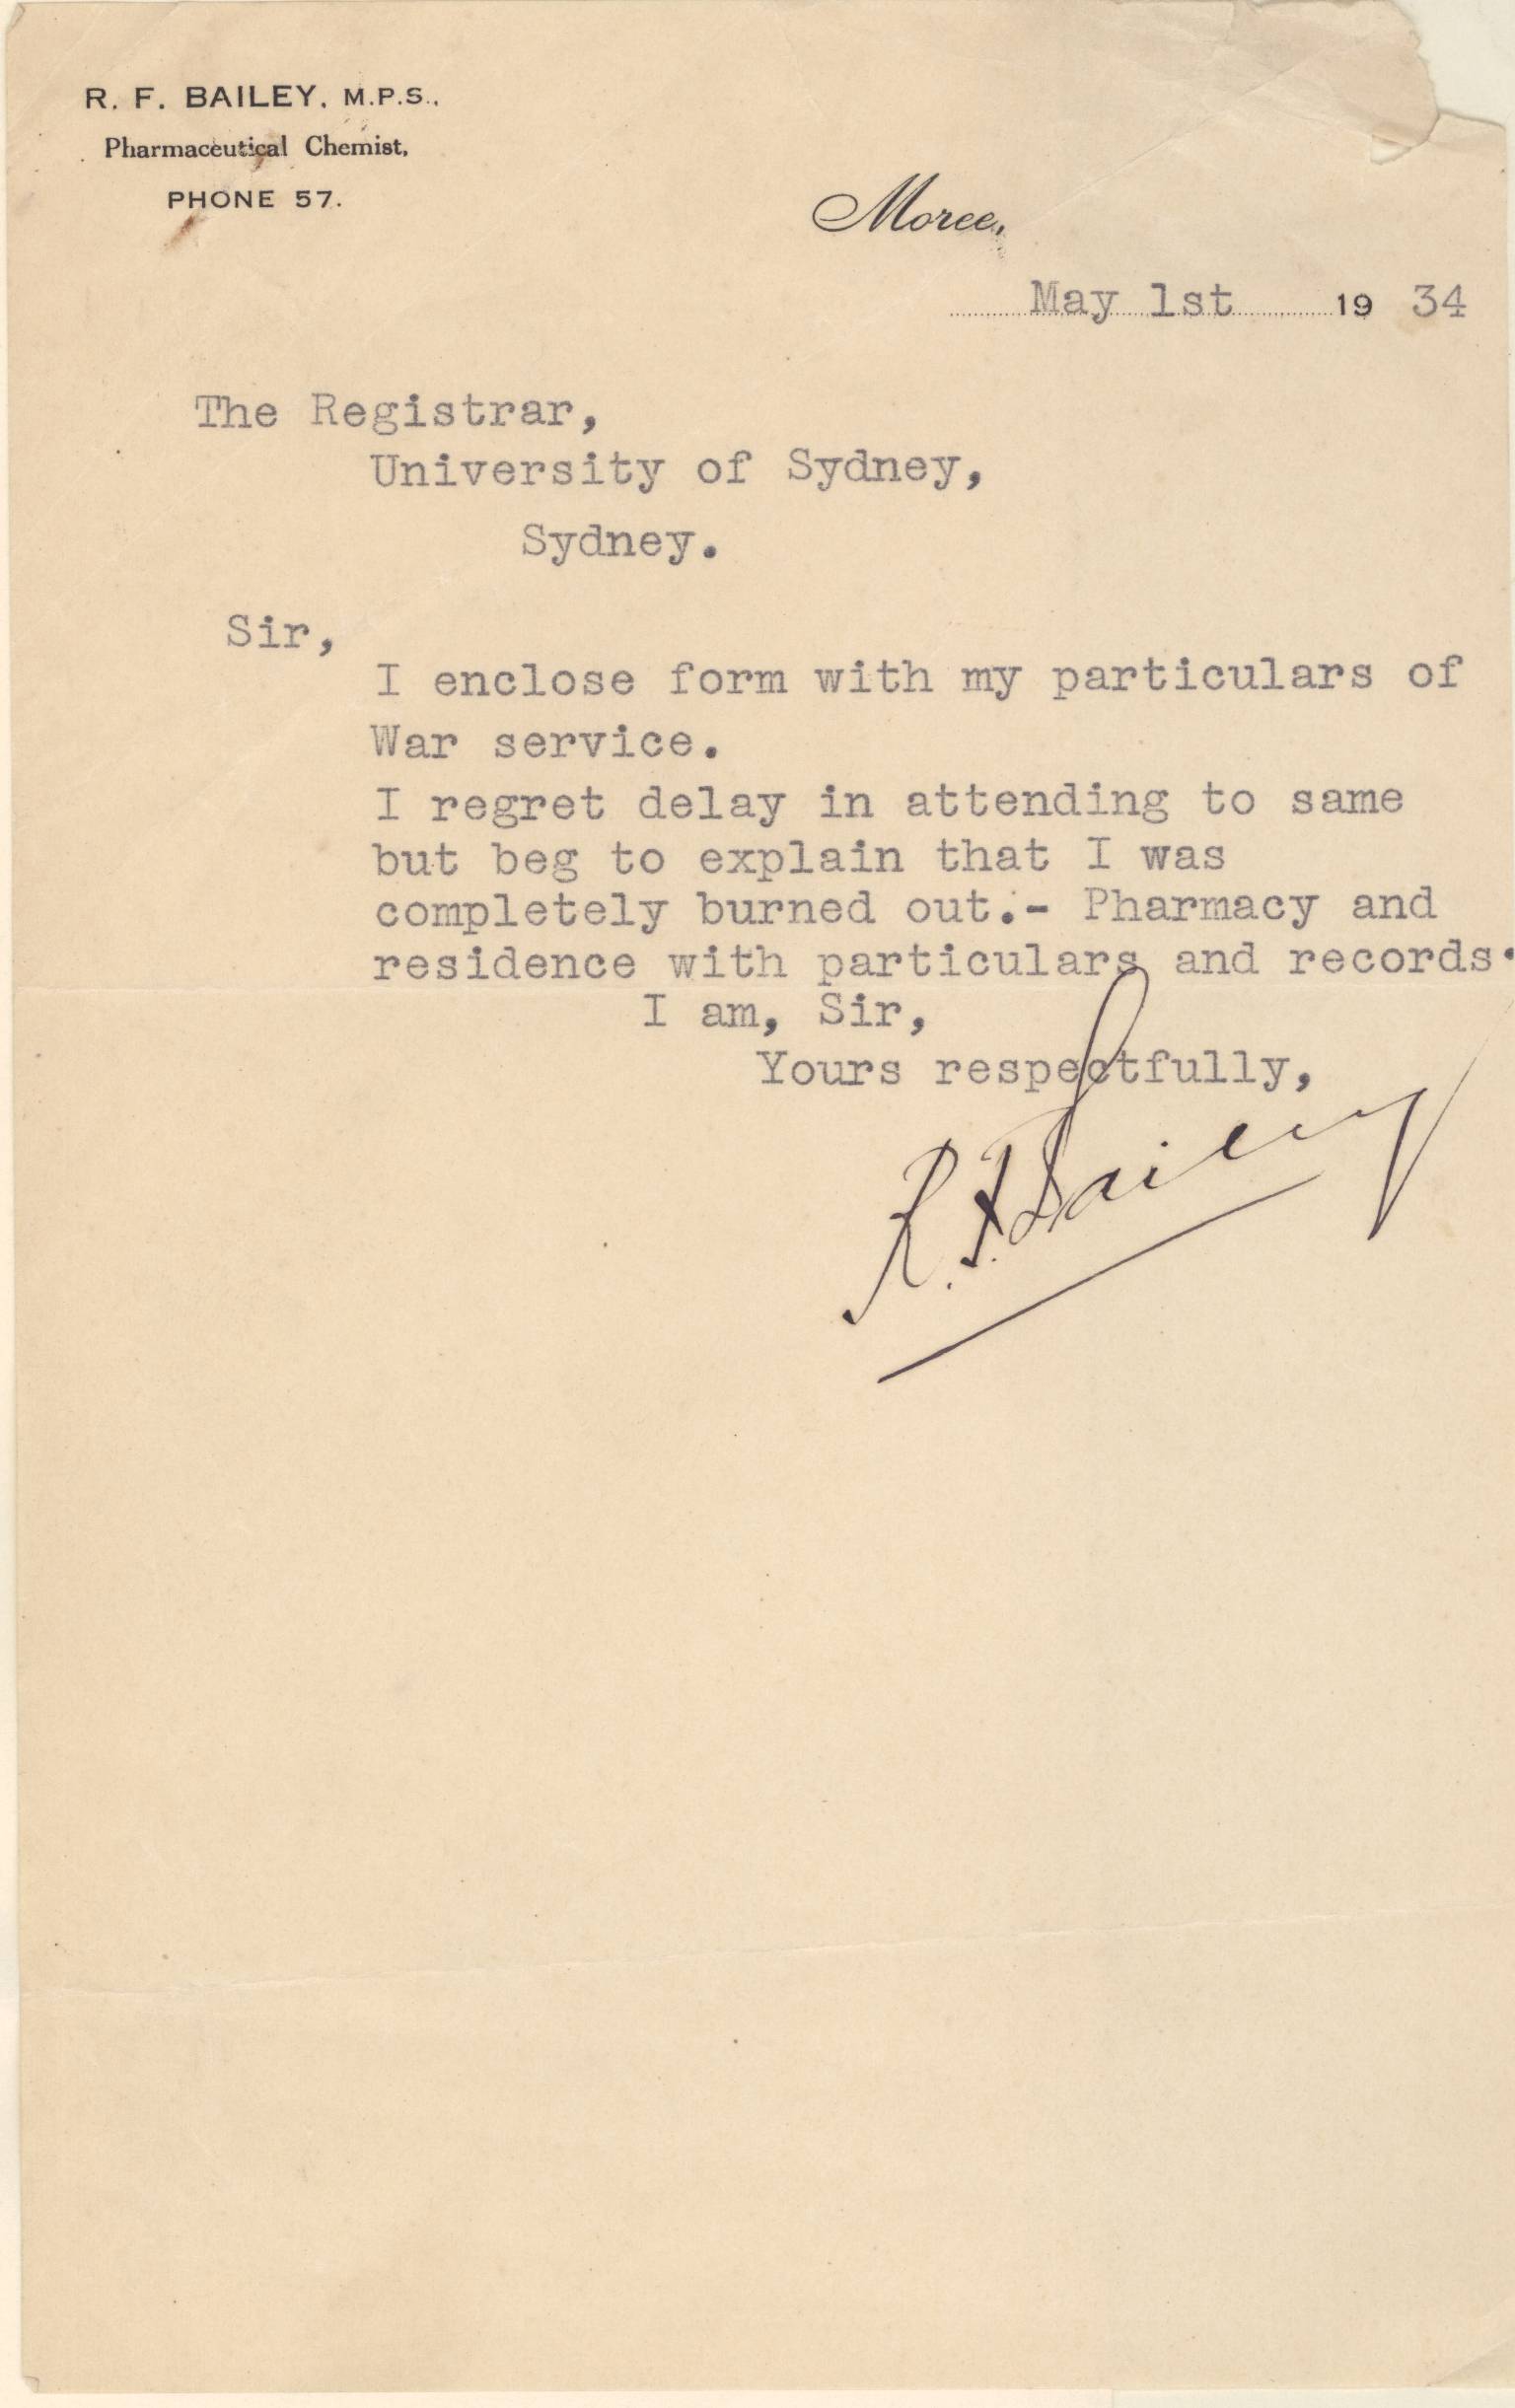 R. F. BAILEY, M.P.S.,
Pharmaceutical Chemist,
PHONE 57.
Moree,
May 1st 19 34
The Registrar,
University of Sydney,
Sydney.
Sir,
I enclose form with my particulars of
War service.
I regret delay in attending to same
but beg to explain that I was
completely burned out.- Pharmacy and
residence with particulars and records.
I am, Sir,
Yours respectfully,
R. F. Bailey